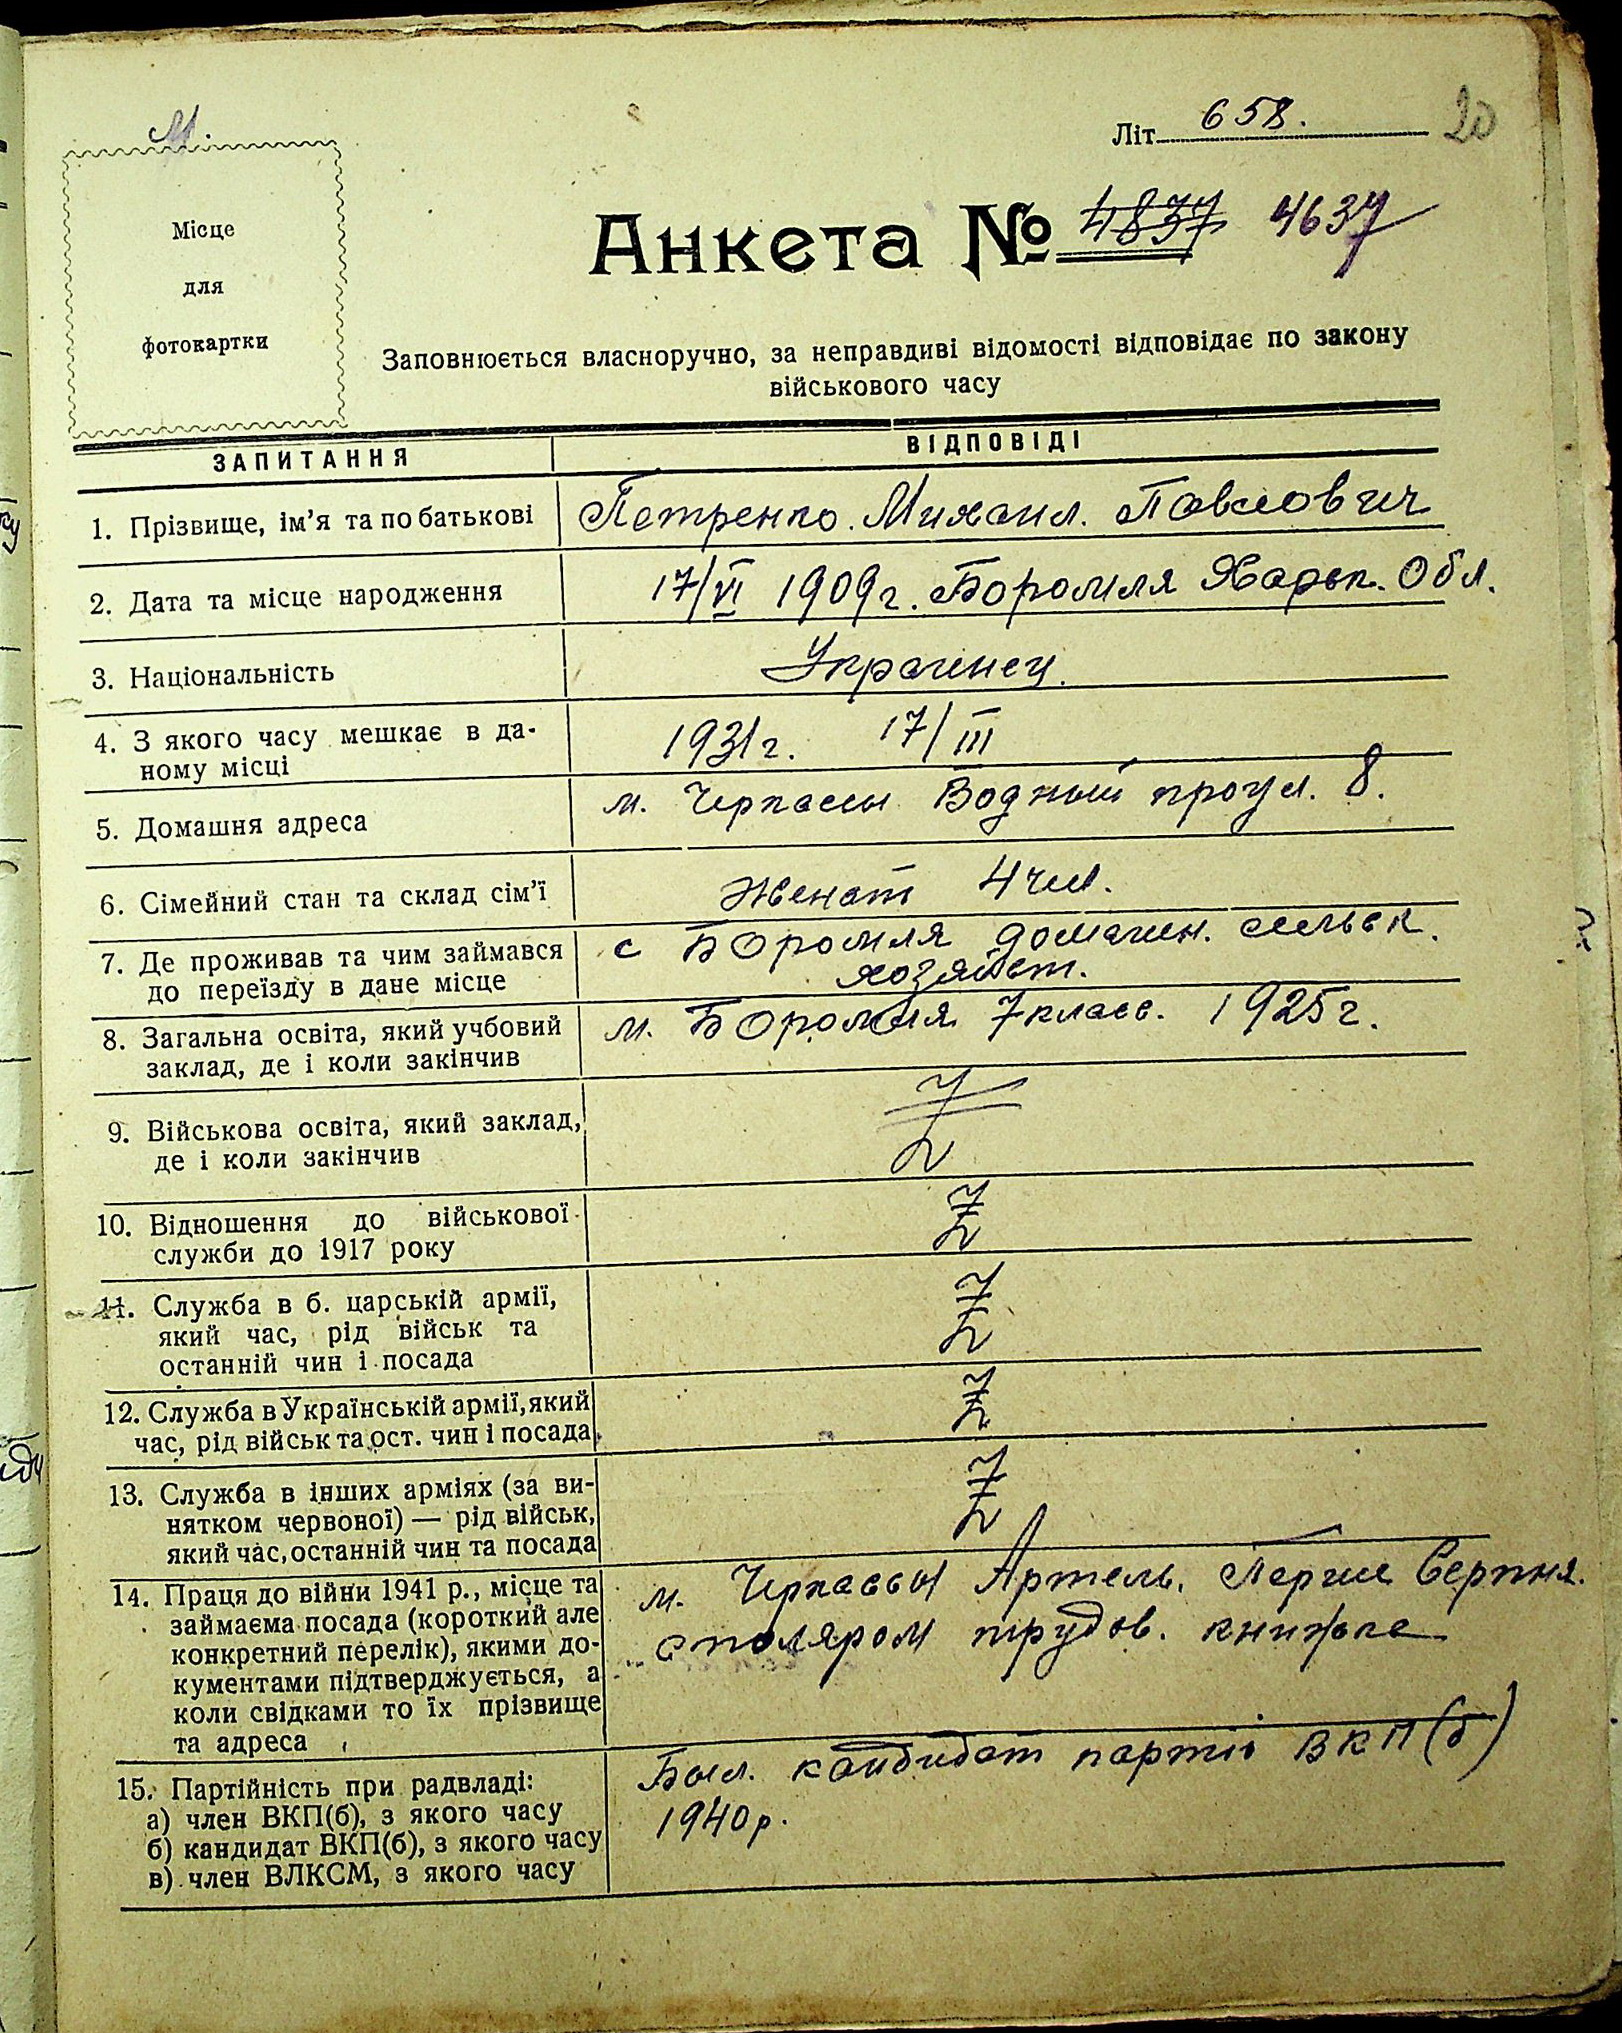 М.
Літ. 658. 20
Місце
для
фотокартки
Анкета № 4837 4637
Заповнюється власноручно, за неправдиві відомості відповідає по закону
військового часу
ЗАПИТАННЯ ВІДПОВІДІ
1. Прізвище, ім'я та по батькові Петренко. Михаил. Павлович
2. Дата та місце народження 17/VI 1909 г. Боромля Харьк. Обл.
3. Національність Украинец.
4. З якого часу мешкає в да-
ному місці 1931 г. 17/III
5. Домашня адреса м. Черкассы Водный проул. 8.
6. Сімейний стан та склад сім'ї Женат 4 чел.
7. Де проживав та чим займався
до переїзду в дане місце с Боромля домашн. сельск.
хозяйст.
8. Загальна освіта, який учбовий
заклад, де і коли закінчив м. Боромля 7 класс. 1925 г.
9. Військова освіта, який заклад,
де і коли закінчив
10. Відношення до військової
служби до 1917 року
11. Служба в б. царській армії,
який час, рід військ та
останній чин і посада
12. Служба в Українській армії, який
час, рід військ та ост. чин і посада
13. Служба в інших арміях (за ви-
нятком червоної) — рід військ,
який час, останній чин та посада
14. Праця до війни 1941 р., місце та
займаєма посада (короткий але
конкретний перелік), якими до-
кументами підтверджується, а
коли свідками то їх прізвище
та адреса
м. Черкассы Артель. Перше Серпня.
столяром трудов. книжка
15. Партійність при радвладі:
а) член ВКП(б), з якого часу
б) кандидат ВКП(б), з якого часу
в) член ВЛКСМ, з якого часу
Был. кандидат партіі ВКП(б)
1940 р.